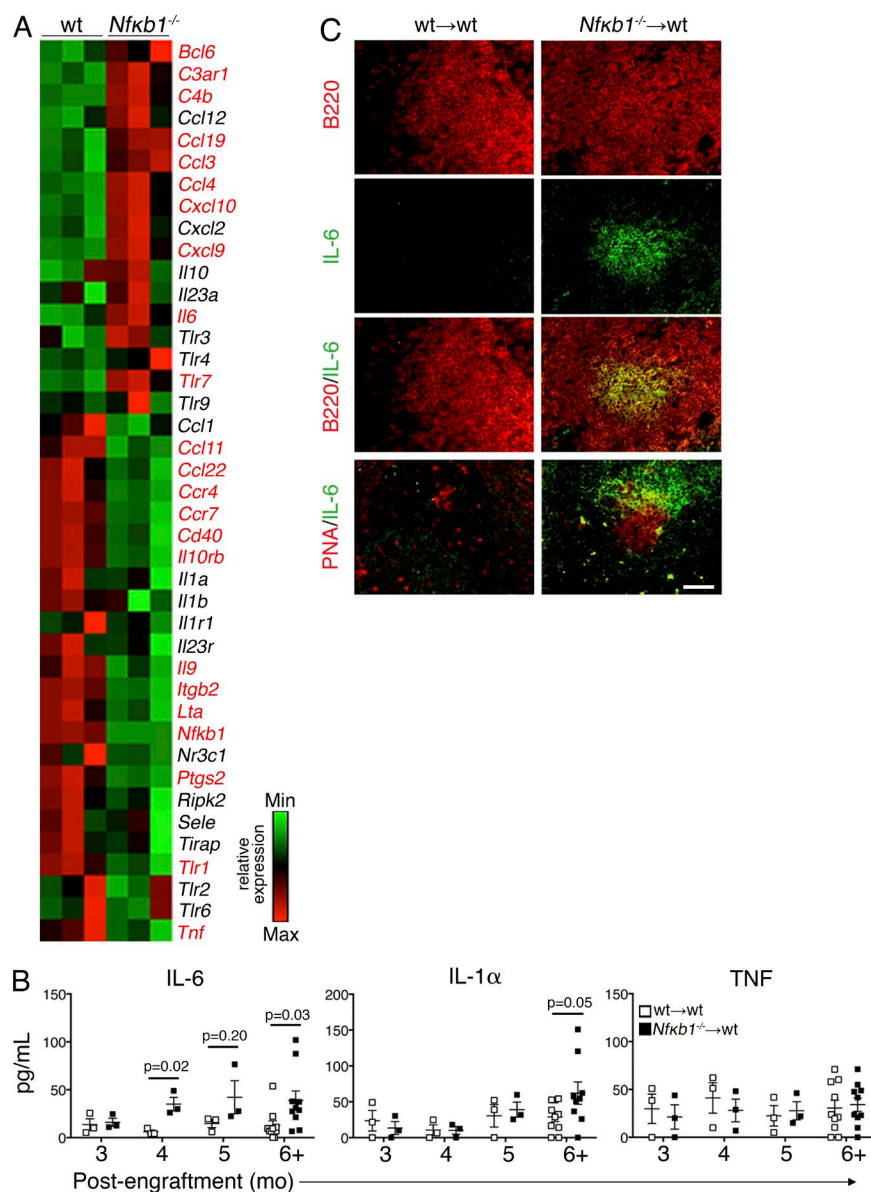 A
wt
Nfκb1-/-
Bcl6
C3ar1
C4b
Ccl12
Ccl19
Ccl3
Ccl4
Cxcl10
Cxcl2
Cxcl9
Il10
Il23a
Il6
Tlr3
Tlr4
Tlr7
Tlr9
Ccl1
Ccl11
Ccl22
Ccr4
Ccr7
Cd40
Il10rb
Il1a
Il1b
Il1r1
Il23r
Il9
Itgb2
Lta
Nfkb1
Nr3c1
Ptgs2
Ripk2
Sele
Tirap
Tlr1
Tlr2
Tlr6
Tnf
Min
relative
expression
Max
C
wt→wt
Nfκb1-/-→wt
B220
IL-6
B220/IL-6
PNA/IL-6
B
IL-6
pg/mL
150
100
50
0
p=0.02
p=0.20
p=0.03
3 4 5 6+
IL-1α
200
150
100
50
0
p=0.05
3 4 5 6+
TNF
150
100
50
0
wt→wt
Nfκb1-/-→wt
3 4 5 6+
Post-engraftment (mo)